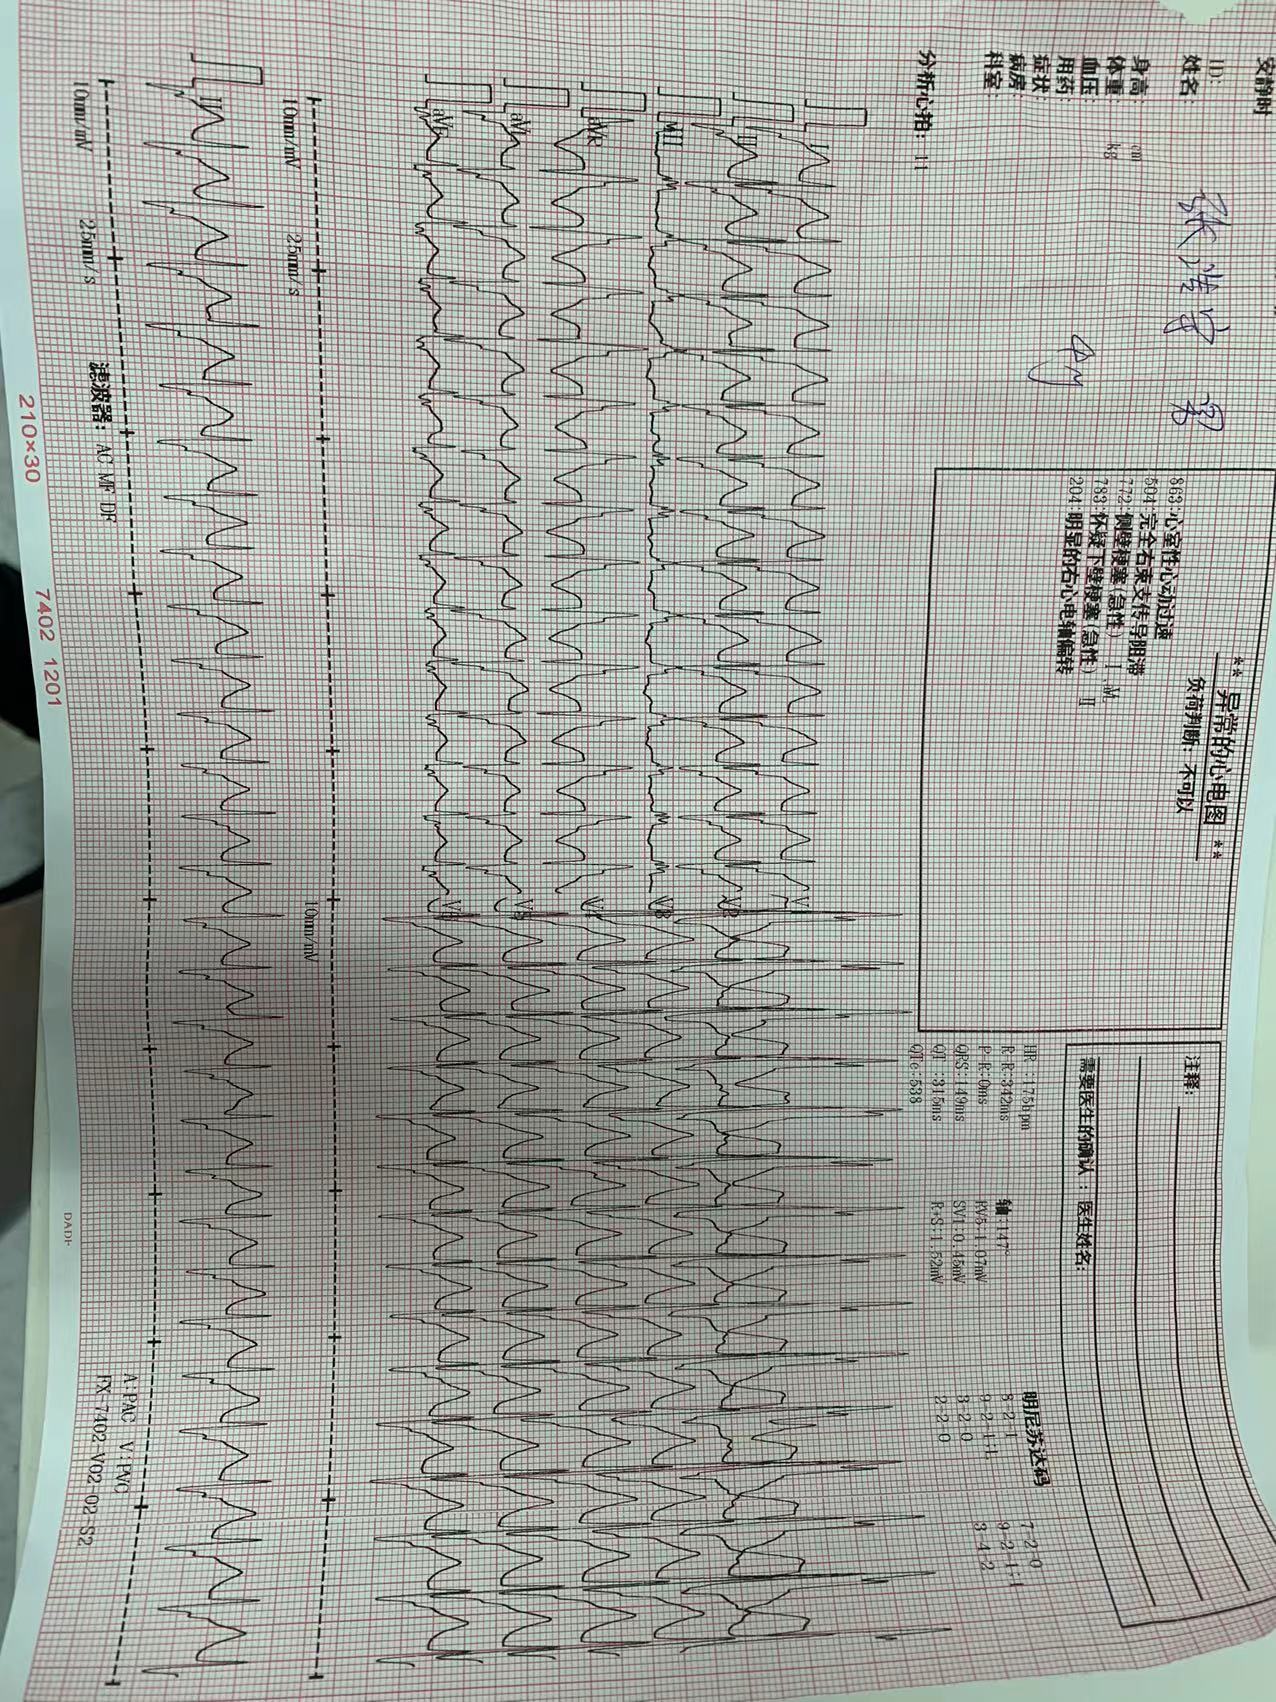 安静时
ID:
姓名: 张浩宇 男
身高: cm
体重: kg
血压:
用药: 4y
症状:
病房:
科室:
分析心拍: 11
** 异常的心电图 **
负荷判断: 不可以
863:心室性心动过速
504:完全右束支传导阻滞
772:侧壁梗塞(急性) I,aVL
783:怀疑下壁梗塞(急性) II
204:明显的右心电轴偏转
注释:
需要医生的确认:医生姓名:
HR :175bpm
R-R:342ms
P-R:0ms
QRS:149ms
QT :315ms
QTc:538
轴:147°
RV5:1.07mV
SV1:0.45mV
R+S:1.52mV
明尼苏达码
8-2-1 7-2-0
9-2-1:L 9-2-1:I
3-2-0 3-4-2
2-2-0
I
II
III
aVR
aVL
aVF
V1
V2
V3
V4
V5
V6
10mm/mV 25mm/s 10mm/mV
II
10mm/mV 25mm/s 滤波器: AC MF DF
A:PAC V:PVC
FX-7402-V02-02 S2
210×30 7402 1201